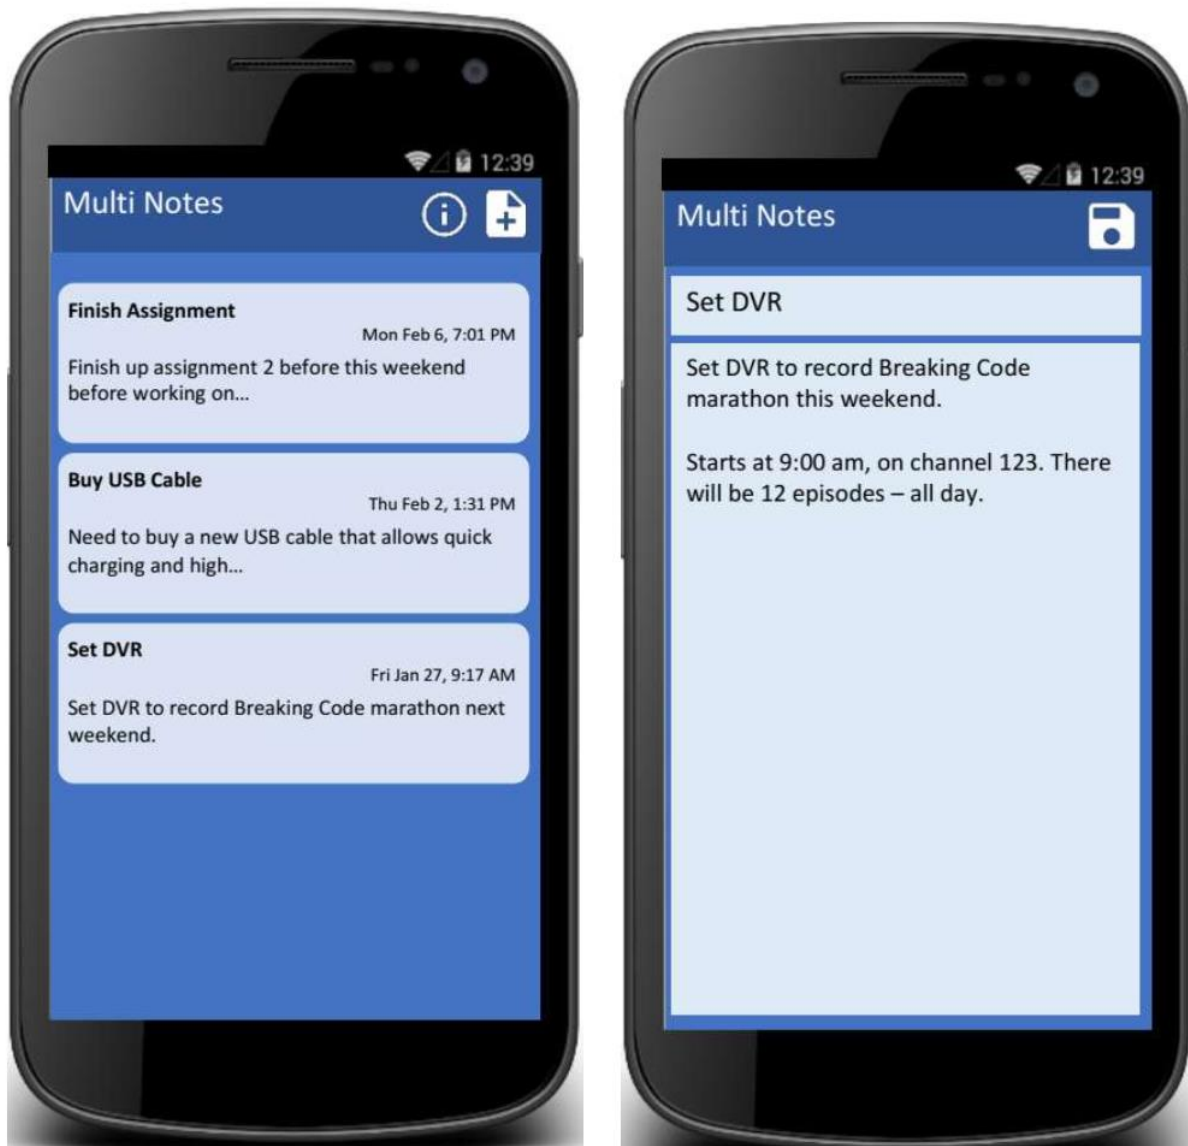 12:39
Multi Notes
Finish Assignment
Mon Feb 6, 7:01 PM
Finish up assignment 2 before this weekend
before working on...
Buy USB Cable
Thu Feb 2, 1:31 PM
Need to buy a new USB cable that allows quick
charging and high...
Set DVR
Fri Jan 27, 9:17 AM
Set DVR to record Breaking Code marathon next
weekend.
12:39
Multi Notes
Set DVR
Set DVR to record Breaking Code
marathon this weekend.
Starts at 9:00 am, on channel 123. There
will be 12 episodes – all day.